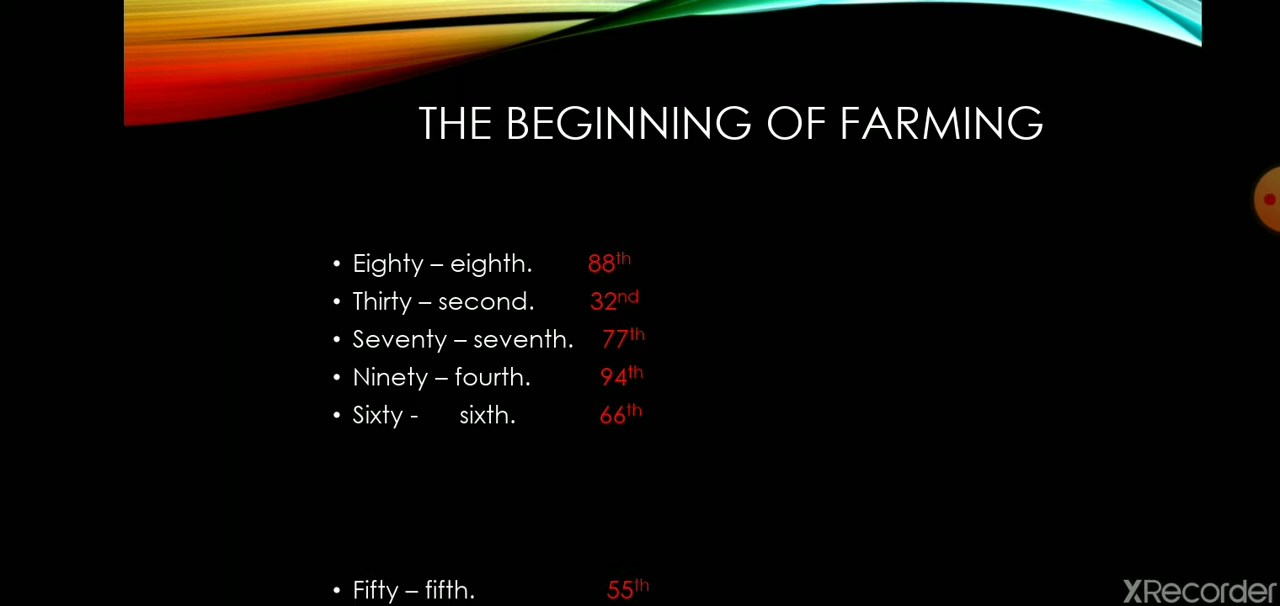 THE BEGINNING OF FARMING
• Eighty – eighth. 88th
• Thirty – second. 32nd
• Seventy – seventh. 77th
• Ninety – fourth. 94th
• Sixty - sixth. 66th
• Fifty – fifth. 55th
XRecorder